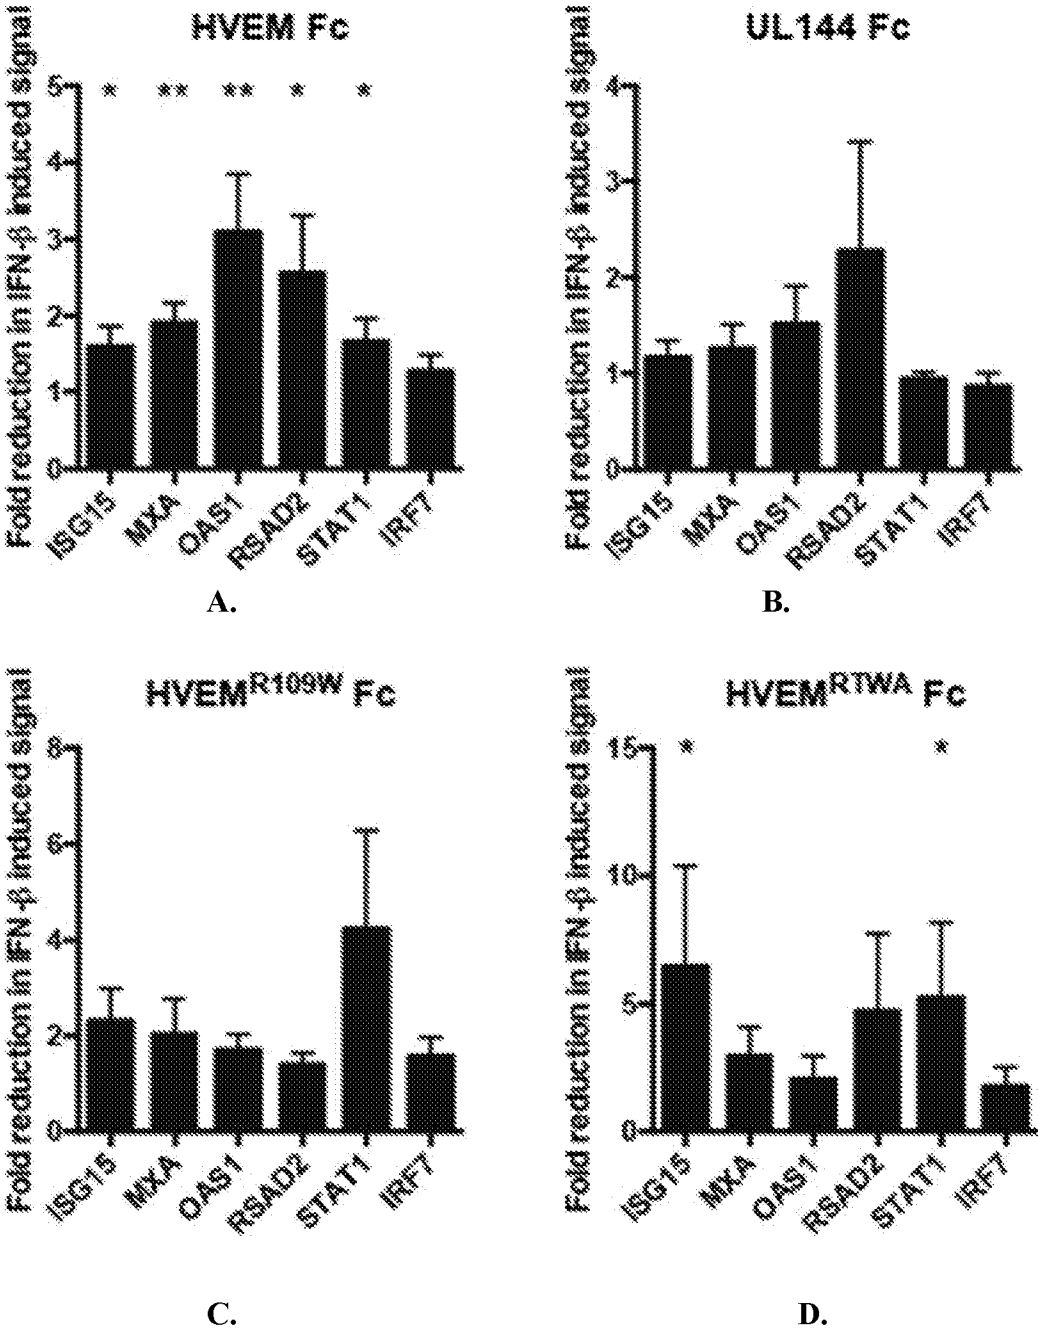 HVEM Fc
Fold reduction in IFN-β induced signal
5
4
3
2
1
0
* ** ** * *
ISG15 MXA OAS1 RSAD2 STAT1 IRF7
A.
UL144 Fc
Fold reduction in IFN-β induced signal
4
3
2
1
0
ISG15 MXA OAS1 RSAD2 STAT1 IRF7
B.
HVEMR109W Fc
Fold reduction in IFN-β induced signal
8
6
4
2
0
ISG15 MXA OAS1 RSAD2 STAT1 IRF7
C.
HVEMRTWA Fc
Fold reduction in IFN-β induced signal
15
10
5
0
* *
ISG15 MXA OAS1 RSAD2 STAT1 IRF7
D.